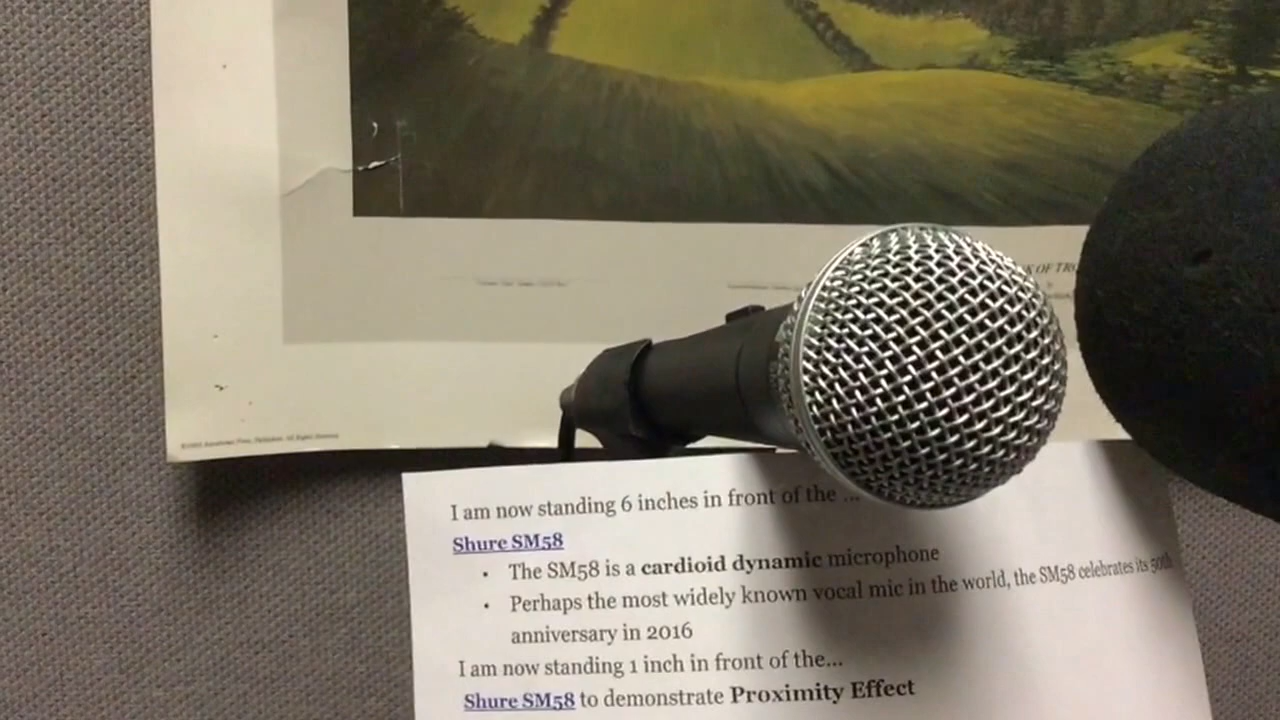 K OF TRO
I am now standing 6 inches in front of the ...
Shure SM58
• The SM58 is a cardioid dynamic microphone
• Perhaps the most widely known vocal mic in the world, the SM58 celebrates its 50th
anniversary in 2016
I am now standing 1 inch in front of the...
Shure SM58 to demonstrate Proximity Effect